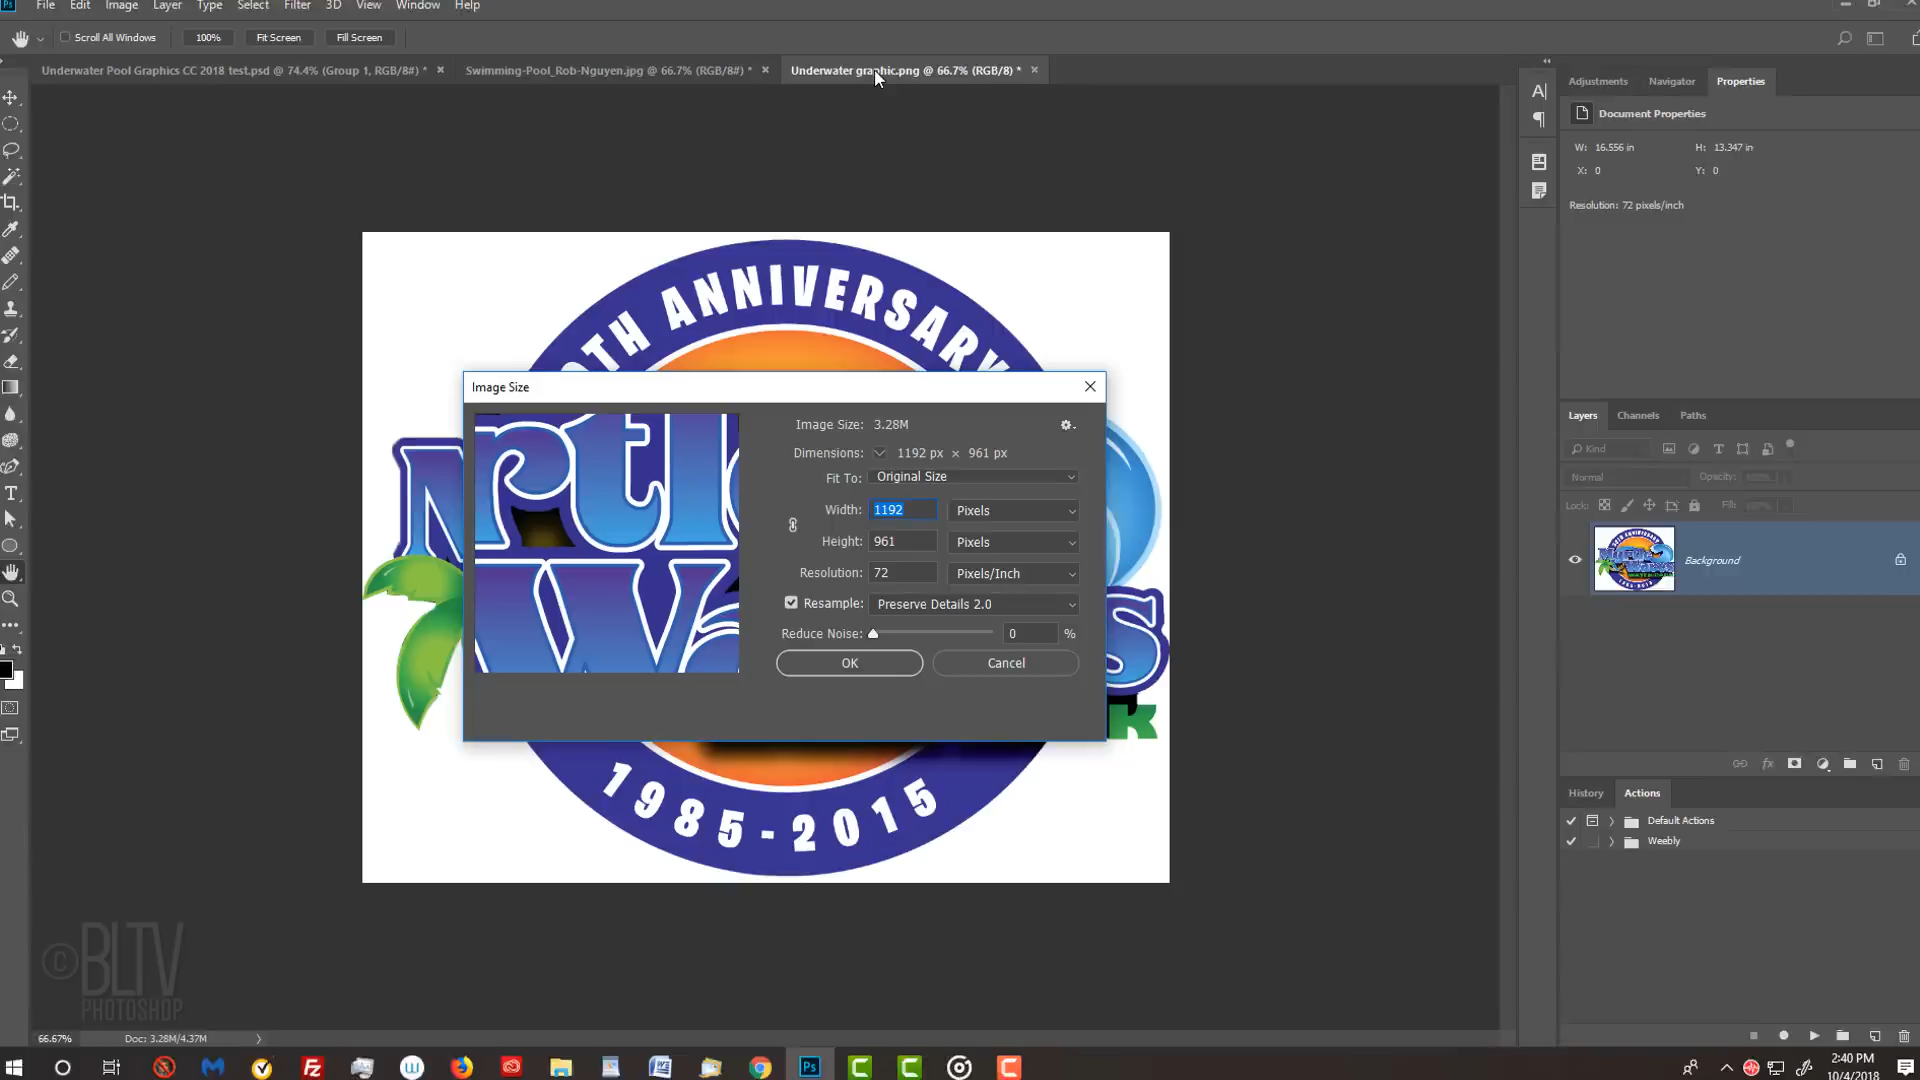 Ps File Edit Image Layer Type Select Filter 3D View Window Help
Scroll All Windows 100% Fit Screen Fill Screen
Underwater Pool Graphics CC 2018 test.psd @ 74.4% (Group 1, RGB/8#) * × Swimming-Pool_Rob-Nguyen.jpg @ 66.7% (RGB/8#) * × Underwater graphic.png @ 66.7% (RGB/8) * ×
Adjustments Navigator Properties
Document Properties
W: 16.556 in H: 13.347 in
X: 0 Y: 0
Resolution: 72 pixels/inch
0TH ANNIVERSARY
Image Size
Image Size: 3.28M
Dimensions: 1192 px × 961 px
Fit To: Original Size
Width: 1192 Pixels
Height: 961 Pixels
Resolution: 72 Pixels/Inch
Resample: Preserve Details 2.0
Reduce Noise: 0 %
OK Cancel
rtl
W
M
S
K
1985-2015
Layers Channels Paths
Kind
Normal Opacity:
Lock: Fill:
Background
fx
History Actions
Default Actions
Weebly
©BLTV
PHOTOSHOP
66.67% Doc: 3.28M/4.37M
2:40 PM
10/4/2018